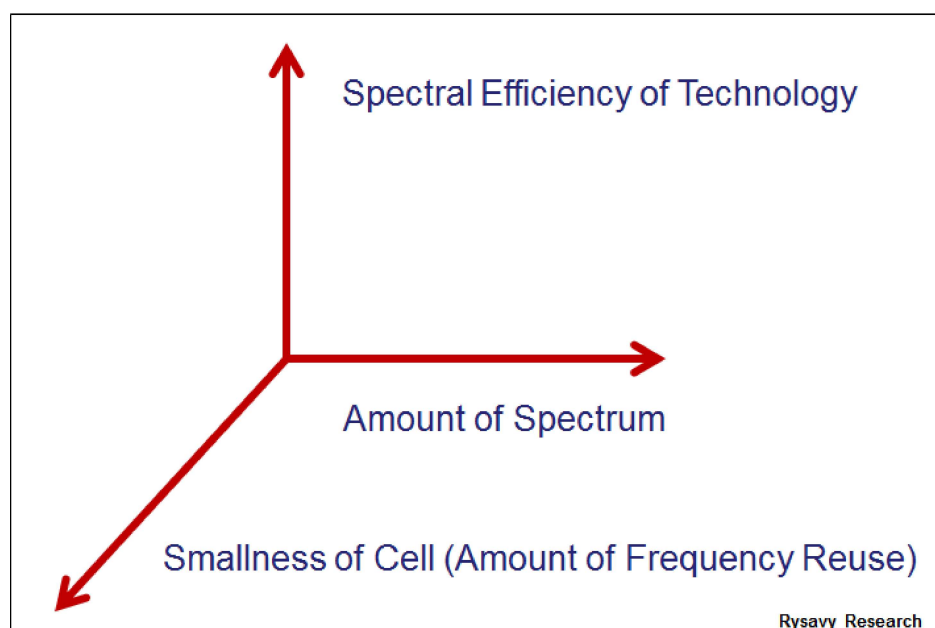 Spectral Efficiency of Technology
Amount of Spectrum
Smallness of Cell (Amount of Frequency Reuse)
Rysavy Research